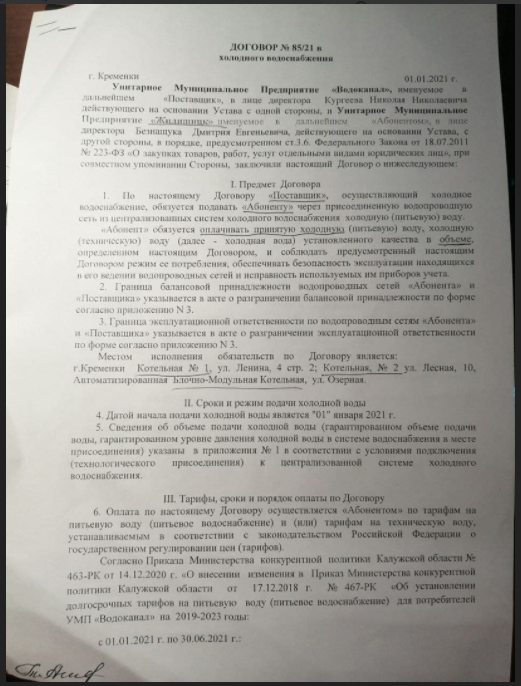 ДОГОВОР № 85/21 в
холодного водоснабжения
г. Кременки 01.01.2021 г.
Унитарное Муниципальное Предприятие «Водоканал», именуемое в
дальнейшем «Поставщик», в лице директора Кургеева Николая Николаевича
действующего на основании Устава с одной стороны, и Унитарное Муниципальное
Предприятие «Жилищник» именуемое в дальнейшем «Абонентом», в лице
директора Безнащука Дмитрия Евгеньевича, действующего на основании Устава, с
другой стороны, в порядке, предусмотренном ст.3.6. Федерального Закона от 18.07.2011
№ 223-ФЗ «О закупках товаров, работ, услуг отдельными видами юридических лиц», при
совместном упоминании Стороны, заключили настоящий Договор о нижеследующем:
I. Предмет Договора
1. По настоящему Договору «Поставщик», осуществляющий холодное
водоснабжение, обязуется подавать «Абоненту» через присоединенную водопроводную
сеть из централизованных систем холодного водоснабжения холодную (питьевую) воду.
«Абонент» обязуется оплачивать принятую холодную (питьевую) воду, холодную
(техническую) воду (далее - холодная вода) установленного качества в объеме,
определенном настоящим Договором, и соблюдать предусмотренный настоящим
Договором режим ее потребления, обеспечивать безопасность эксплуатации находящихся
в его ведении водопроводных сетей и исправность используемых им приборов учета.
2. Граница балансовой принадлежности водопроводных сетей «Абонента» и
«Поставщика» указывается в акте о разграничении балансовой принадлежности по форме
согласно приложению N 3.
3. Граница эксплуатационной ответственности по водопроводным сетям «Абонента»
и «Поставщика» указывается в акте о разграничении эксплуатационной ответственности
по форме согласно приложению N 3.
Местом исполнения обязательств по Договору является:
г.Кременки Котельная № 1, ул. Ленина, 4 стр. 2; Котельная, № 2 ул. Лесная, 10,
Автоматизированная Блочно-Модульная Котельная, ул. Озерная.
II. Сроки и режим подачи холодной воды
4. Датой начала подачи холодной воды является "01" января 2021 г.
5. Сведения об объеме подачи холодной воды (гарантированном объеме подачи
воды, гарантированном уровне давления холодной воды в системе водоснабжения в месте
присоединения) указаны в приложения № 1 в соответствии с условиями подключения
(технологического присоединения) к централизованной системе холодного
водоснабжения.
III. Тарифы, сроки и порядок оплаты по Договору
6. Оплата по настоящему Договору осуществляется «Абонентом» по тарифам на
питьевую воду (питьевое водоснабжение) и (или) тарифам на техническую воду,
устанавливаемым в соответствии с законодательством Российской Федерации о
государственном регулировании цен (тарифов).
Согласно Приказа Министерства конкурентной политики Калужской области №
463-РК от 14.12.2020 г. «О внесении изменения в Приказ Министерства конкурентной
политики Калужской области от 17.12.2018 г. № 467-РК «Об установлении
долгосрочных тарифов на питьевую воду (питьевое водоснабжение) для потребителей
УМП «Водоканал» на 2019-2023 годы:
с 01.01.2021 г. по 30.06.2021 г.: